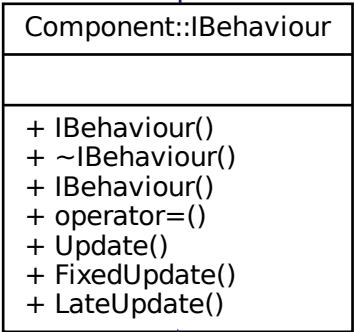 Component::IBehaviour
+ IBehaviour()
+ ~IBehaviour()
+ IBehaviour()
+ operator=()
+ Update()
+ FixedUpdate()
+ LateUpdate()